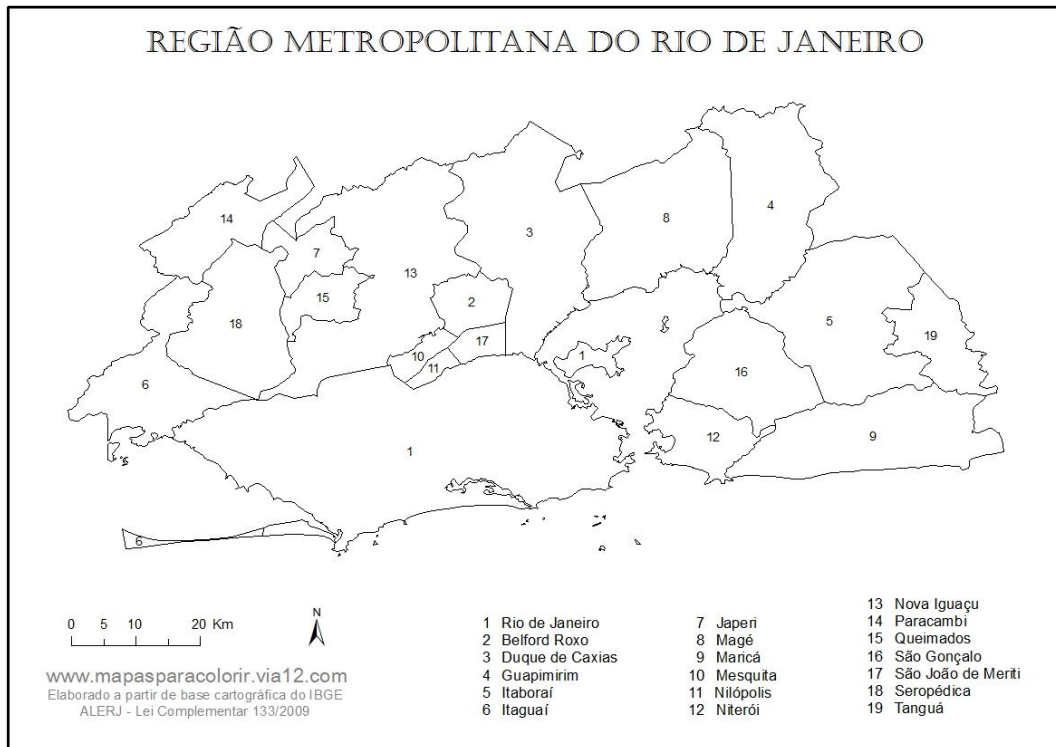 REGIÃO METROPOLITANA DO RIO DE JANEIRO
4
14
8
3
7
13
15
2
18
5
17
19
10
1
11
16
6
12
9
1
6
0 5 10 20 Km
N
www.mapasparacolorir.via12.com
Elaborado a partir de base cartográfica do IBGE
ALERJ - Lei Complementar 133/2009
1 Rio de Janeiro
2 Belford Roxo
3 Duque de Caxias
4 Guapimirim
5 Itaboraí
6 Itaguaí
7 Japeri
8 Magé
9 Maricá
10 Mesquita
11 Nilópolis
12 Niterói
13 Nova Iguaçu
14 Paracambi
15 Queimados
16 São Gonçalo
17 São João de Meriti
18 Seropédica
19 Tanguá